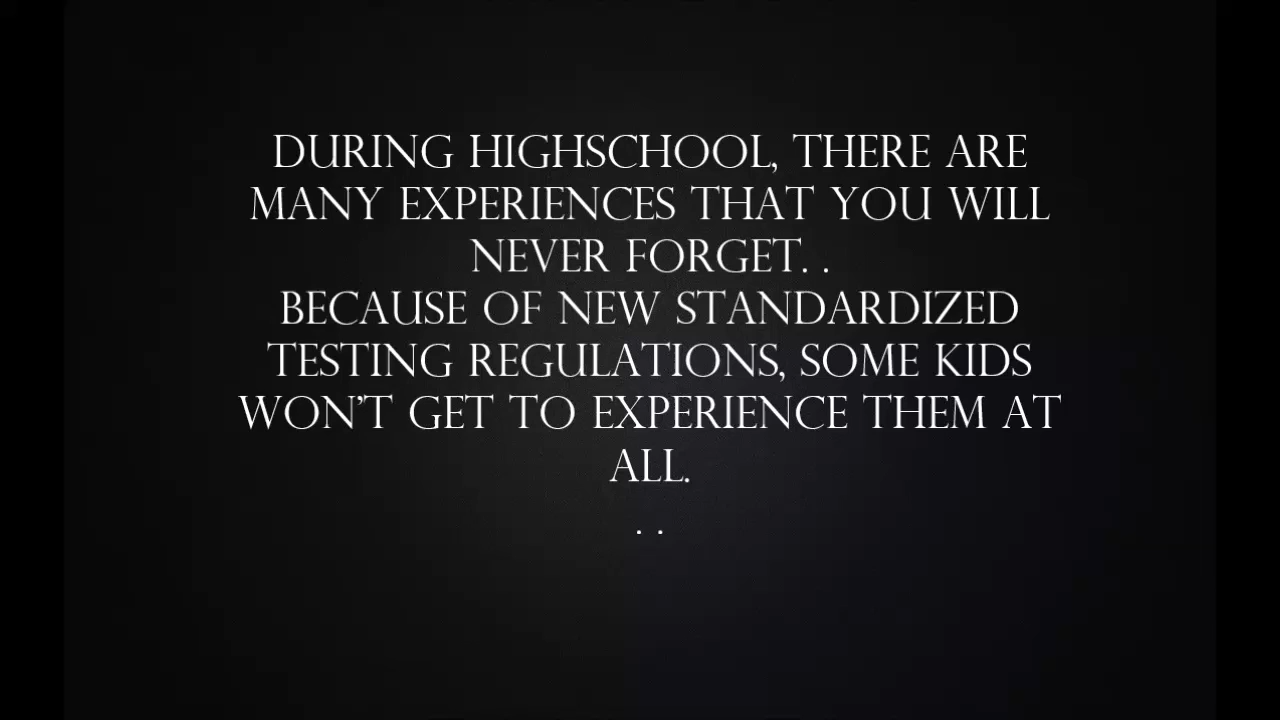 DURING HIGHSCHOOL, THERE ARE
MANY EXPERIENCES THAT YOU WILL
NEVER FORGET. .
BECAUSE OF NEW STANDARDIZED
TESTING REGULATIONS, SOME KIDS
WON'T GET TO EXPERIENCE THEM AT
ALL.
. .